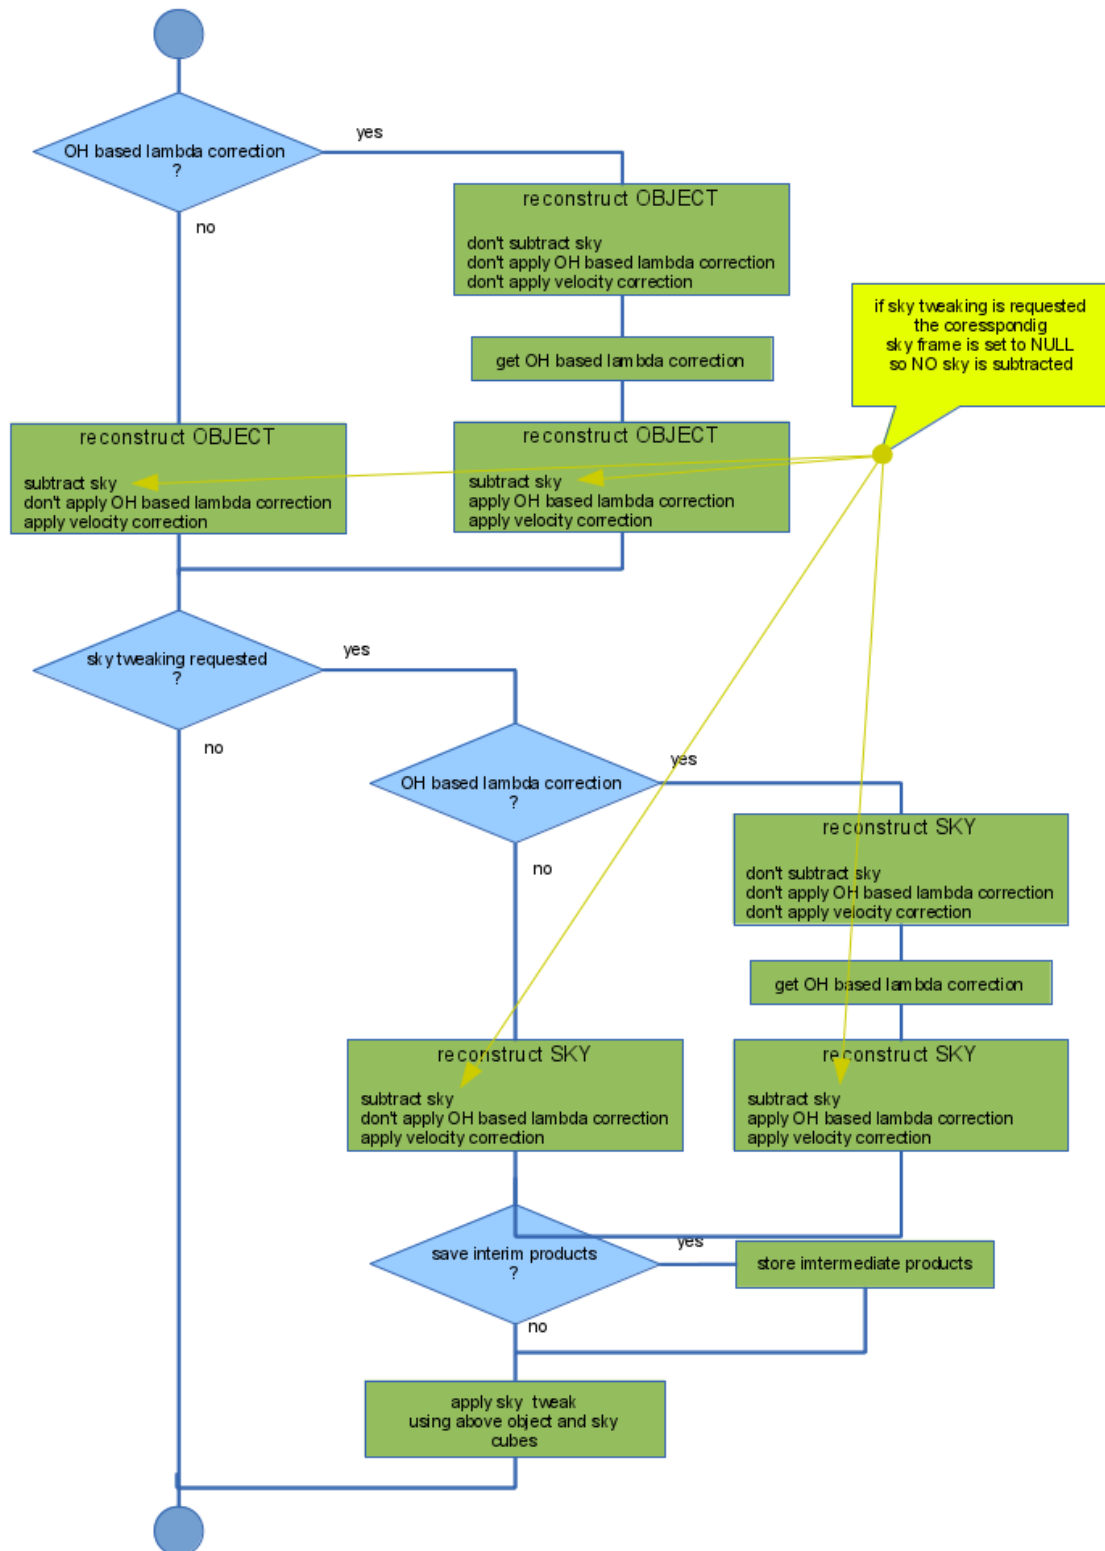 OH based lambda correction
?
yes
no
reconstruct OBJECT
don't subtract sky
don't apply OH based lambda correction
don't apply velocity correction
get OH based lambda correction
if sky tweaking is requested
the coresspondig
sky frame is set to NULL
so NO sky is subtracted
reconstruct OBJECT
subtract sky
don't apply OH based lambda correction
apply velocity correction
reconstruct OBJECT
subtract sky
apply OH based lambda correction
apply velocity correction
sky tweaking requested
?
yes
no
OH based lambda correction
?
yes
no
reconstruct SKY
don't subtract sky
don't apply OH based lambda correction
don't apply velocity correction
get OH based lambda correction
reconstruct SKY
subtract sky
don't apply OH based lambda correction
apply velocity correction
reconstruct SKY
subtract sky
apply OH based lambda correction
apply velocity correction
save interim products
?
yes
store imtermediate products
no
apply sky tweak
using above object and sky
cubes